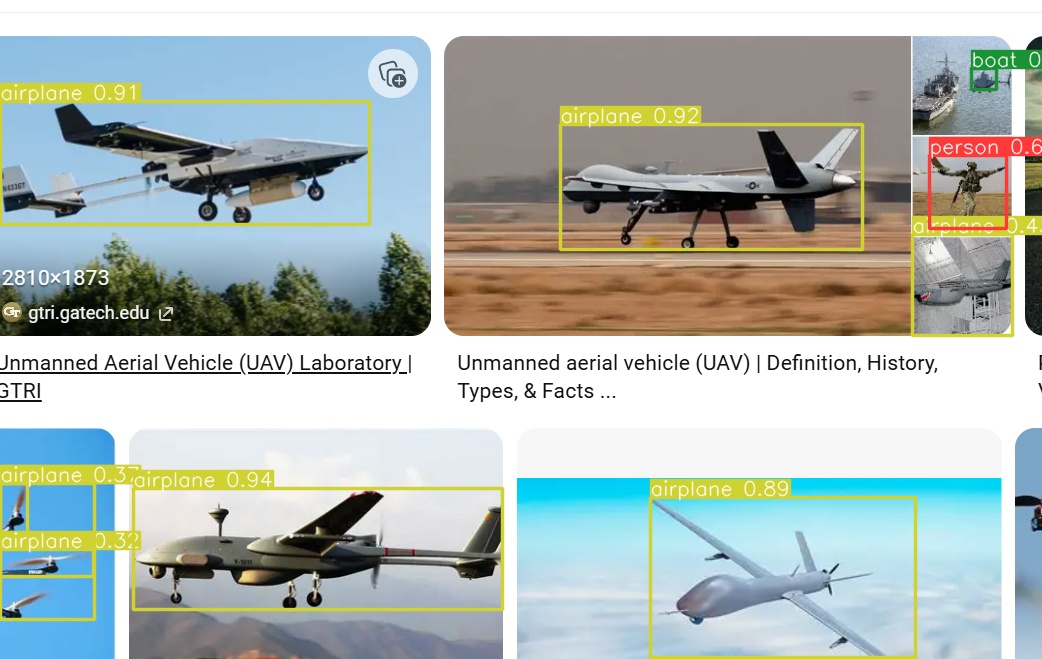 airplane 0.91
airplane 0.92
boat 0
person 0.6
airplane 0.4
N433GT
2810×1873
GT gtri.gatech.edu
Unmanned Aerial Vehicle (UAV) Laboratory |
GTRI
Unmanned aerial vehicle (UAV) | Definition, History,
Types, & Facts ...
airplane 0.37
airplane 0.94
airplane 0.89
airplane 0.32